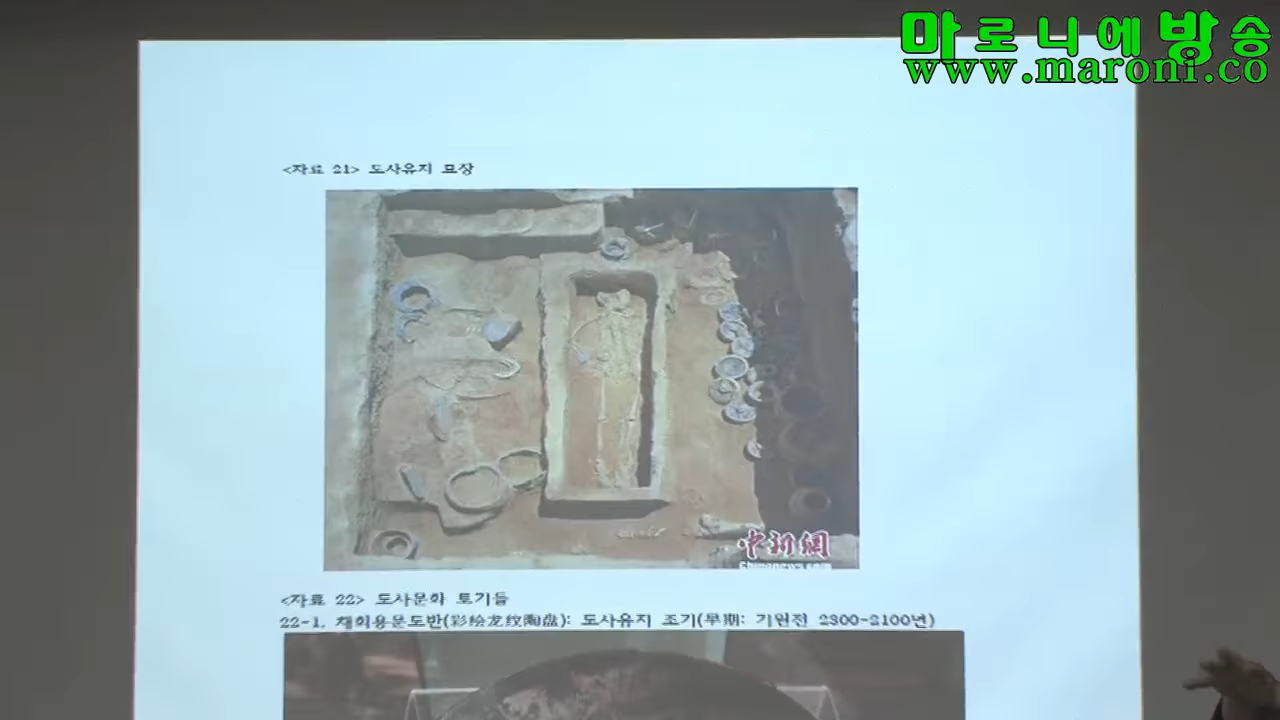 마로니에방송
www.maroni.co
<자료 21> 도사유지 묘장
中新網
Chinanews.com
<자료 22> 도사문화 토기들
22-1. 채회용문도반(彩绘龙纹陶盘): 도사유지 조기(早期: 기원전 2300-2100년)